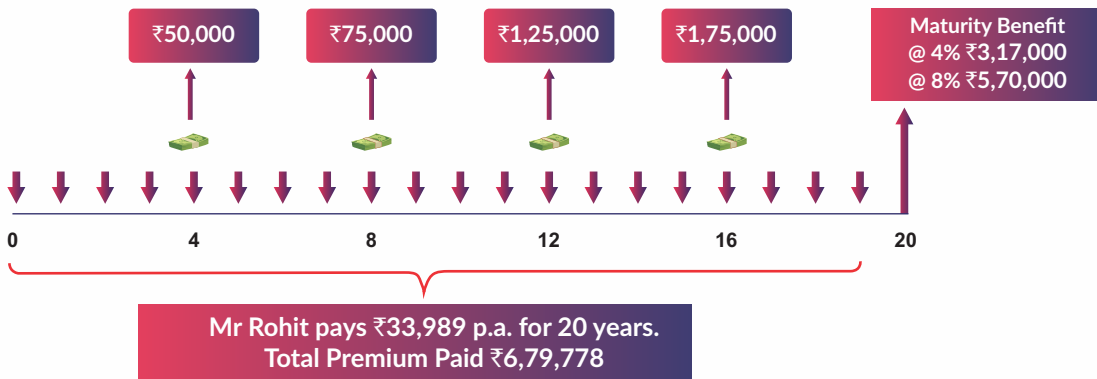 ₹50,000
₹75,000
₹1,25,000
₹1,75,000
Maturity Benefit
@ 4% ₹3,17,000
@ 8% ₹5,70,000
0
4
8
12
16
20
Mr Rohit pays ₹33,989 p.a. for 20 years.
Total Premium Paid ₹6,79,778